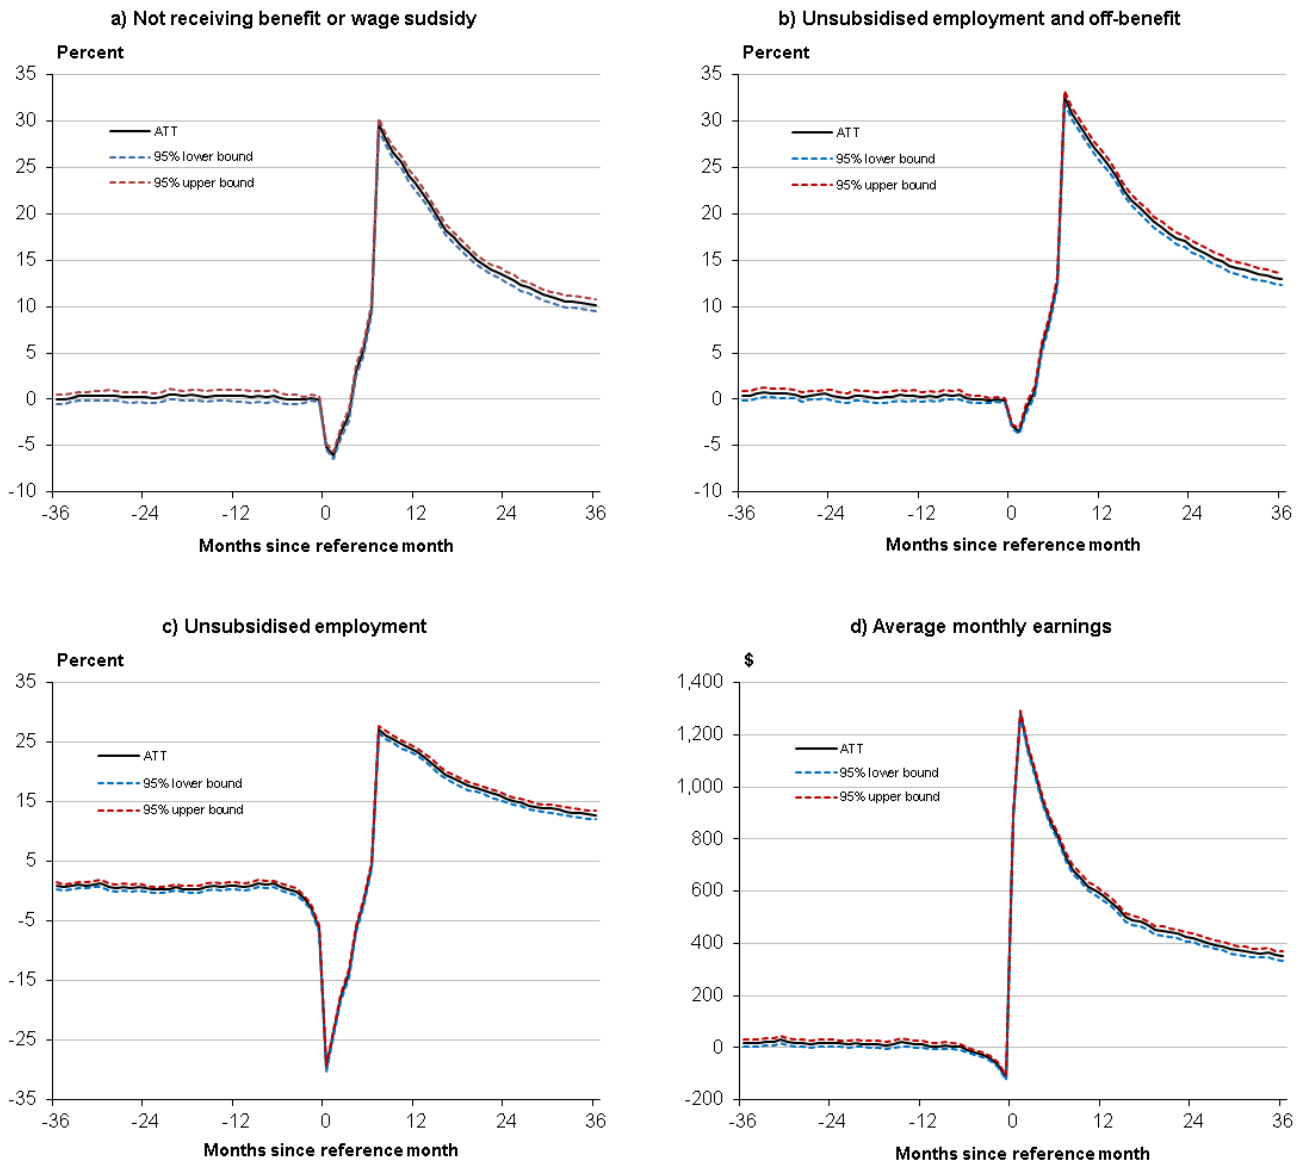 a) Not receiving benefit or wage sudsidy
Percent
35
30
25
20
15
10
5
0
-5
-10
ATT
95% lower bound
95% upper bound
-36 -24 -12 0 12 24 36
Months since reference month
b) Unsubsidised employment and off-benefit
Percent
35
30
25
20
15
10
5
0
-5
-10
ATT
95% lower bound
95% upper bound
-36 -24 -12 0 12 24 36
Months since reference month
c) Unsubsidised employment
Percent
35
25
15
5
-5
-15
-25
-35
ATT
95% lower bound
95% upper bound
-36 -24 -12 0 12 24 36
Months since reference month
d) Average monthly earnings
$
1,400
1,200
1,000
800
600
400
200
0
-200
ATT
95% lower bound
95% upper bound
-36 -24 -12 0 12 24 36
Months since reference month